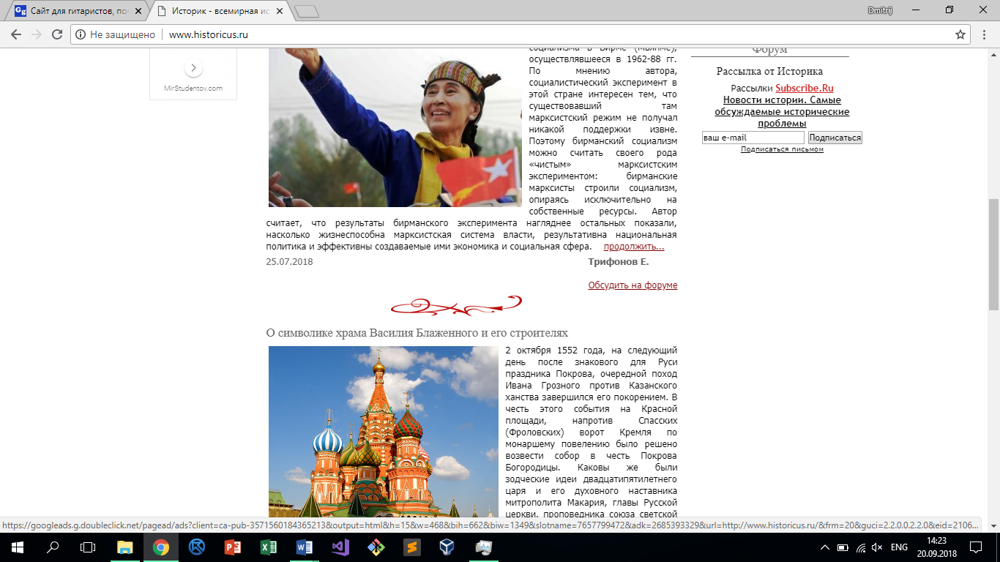 Сайт для гитаристов, по
Историк - всемирная ис
Dmitrij
Не защищено
www.historicus.ru
MirStudentov.com
социализма в Бирме (Мьянме),
осуществлявшееся в 1962-88 гг.
По мнению автора,
социалистический эксперимент в
этой стране интересен тем, что
существовавший там
марксистский режим не получал
никакой поддержки извне.
Поэтому бирманский социализм
можно считать своего рода
«чистым» марксистским
экспериментом: бирманские
марксисты строили социализм,
опираясь исключительно на
собственные ресурсы. Автор
считает, что результаты бирманского эксперимента нагляднее остальных показали,
насколько жизнеспособна марксистская система власти, результативна национальная
политика и эффективны создаваемые ими экономика и социальная сфера. продолжить...
25.07.2018 Трифонов Е.
Обсудить на форуме
О символике храма Василия Блаженного и его строителях
2 октября 1552 года, на следующий
день после знакового для Руси
праздника Покрова, очередной поход
Ивана Грозного против Казанского
ханства завершился его покорением. В
честь этого события на Красной
площади, напротив Спасских
(Фроловских) ворот Кремля по
монаршему повелению было решено
возвести собор в честь Покрова
Богородицы. Каковы же были
зодческие идеи двадцатипятилетнего
царя и его духовного наставника
митрополита Макария, главы Русской
церкви, проповедника союза светской
Форум
Рассылка от Историка
Рассылки Subscribe.Ru
Новости истории. Самые
обсуждаемые исторические
проблемы
ваш e-mail Подписаться
Подписаться письмом
https://googleads.g.doubleclick.net/pagead/ads?client=ca-pub-3571560184365213&output=html&h=15&w=468&bih=662&biw=1349&slotname=7657799472&adk=2685393329&url=http://www.historicus.ru/&frm=20&guci=2.2.0.0.2.2.0&eid=2106...
ENG
14:23
20.09.2018